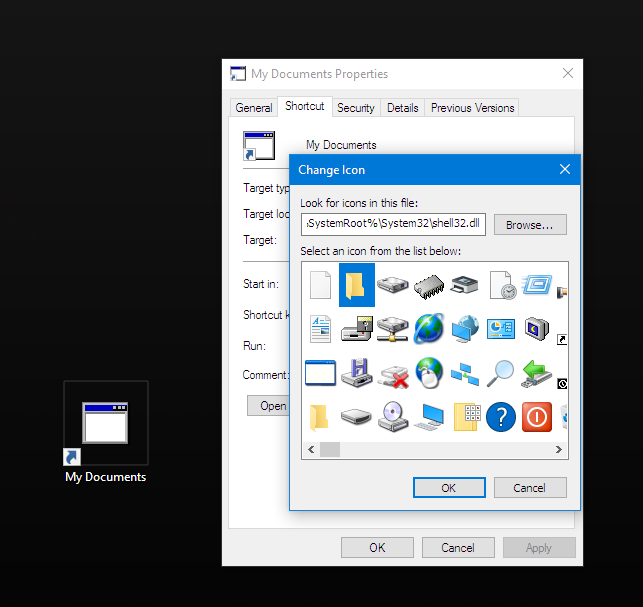 My Documents Properties
General
Shortcut
Security
Details
Previous Versions
My Documents
Target
Target
Target:
Start in:
Shortcut
Run:
Comment:
Open
Change Icon
Look for icons in this file:
SystemRoot%\System32\shell32.dll
Browse...
Select an icon from the list below:
OK
Cancel
OK
Cancel
Apply
My Documents